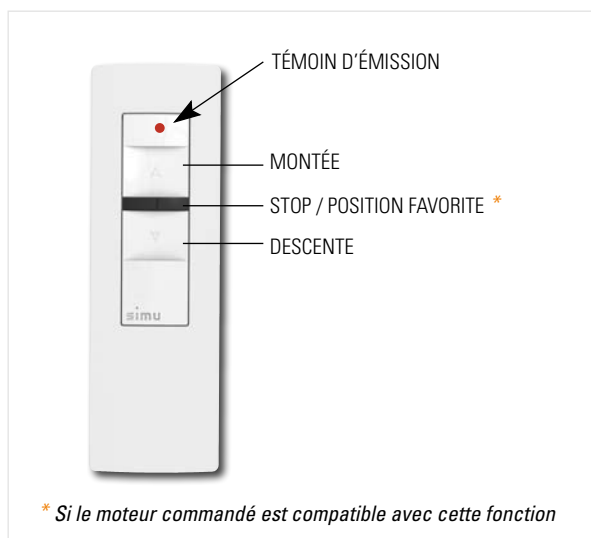 TÉMOIN D'ÉMISSION
MONTÉE
STOP / POSITION FAVORITE *
DESCENTE
simu
* Si le moteur commandé est compatible avec cette fonction